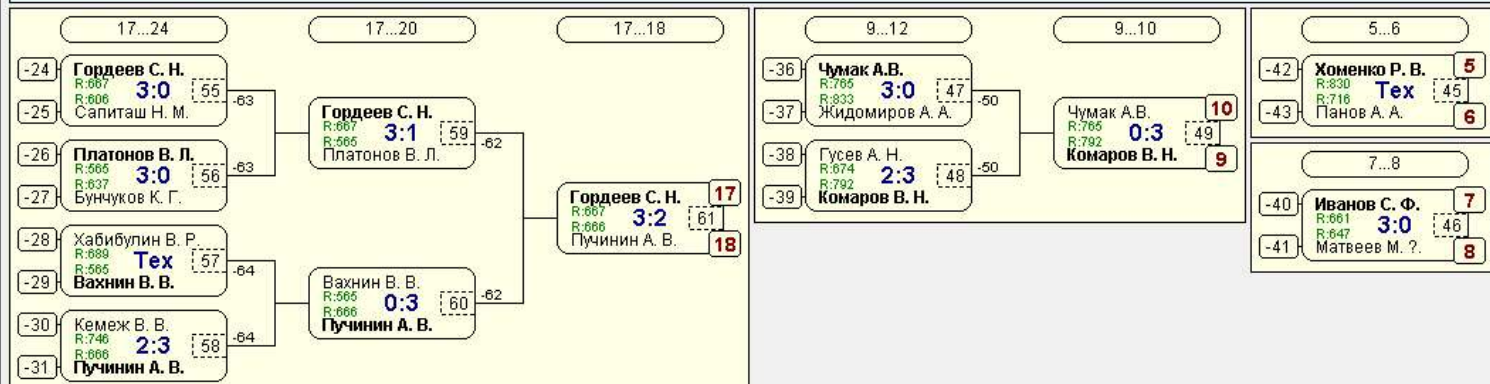 17...24
17...20
17...18
-24
Гордеев С. Н.
R:667
3:0
55
R:606
-25
Сапиташ Н. М.
-63
-26
Платонов В. Л.
R:565
3:0
56
R:637
-27
Бунчуков К. Г.
-63
-28
Хабибулин В. Р.
R:689
Тех
57
R:565
-29
Вахнин В. В.
-64
-30
Кемеж В. В.
R:746
2:3
58
R:666
-31
Пучинин А. В.
-64
Гордеев С. Н.
R:667
3:1
59
R:565
Платонов В. Л.
-62
Вахнин В. В.
R:565
0:3
60
R:666
Пучинин А. В.
-62
Гордеев С. Н.
17
R:667
3:2
61
R:666
Пучинин А. В.
18
9...12
9...10
-36
Чумак А.В.
R:765
3:0
47
R:833
-37
Жидомиров А. А.
-50
-38
Гусев А. Н.
R:674
2:3
48
R:792
-39
Комаров В. Н.
-50
Чумак А.В.
10
R:765
0:3
49
R:792
Комаров В. Н.
9
5...6
-42
Хоменко Р. В.
5
R:830
Тех
45
R:716
-43
Панов А. А.
6
7...8
-40
Иванов С. Ф.
7
R:661
3:0
46
R:647
-41
Матвеев М. ?.
8